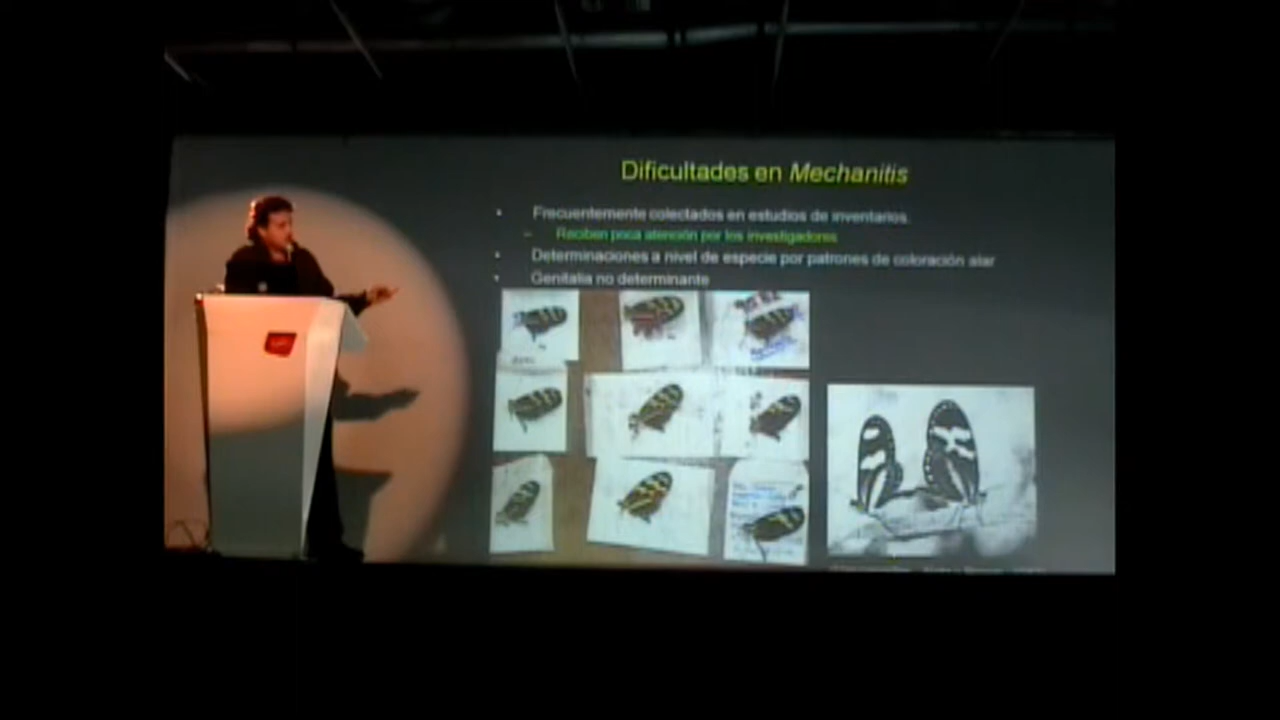 Dificultades en Mechanitis
• Frecuentemente colectados en estudios de inventarios.
– Reciben poca atención por los investigadores
• Determinaciones a nivel de especie por patrones de coloración alar
• Genitalia no determinante